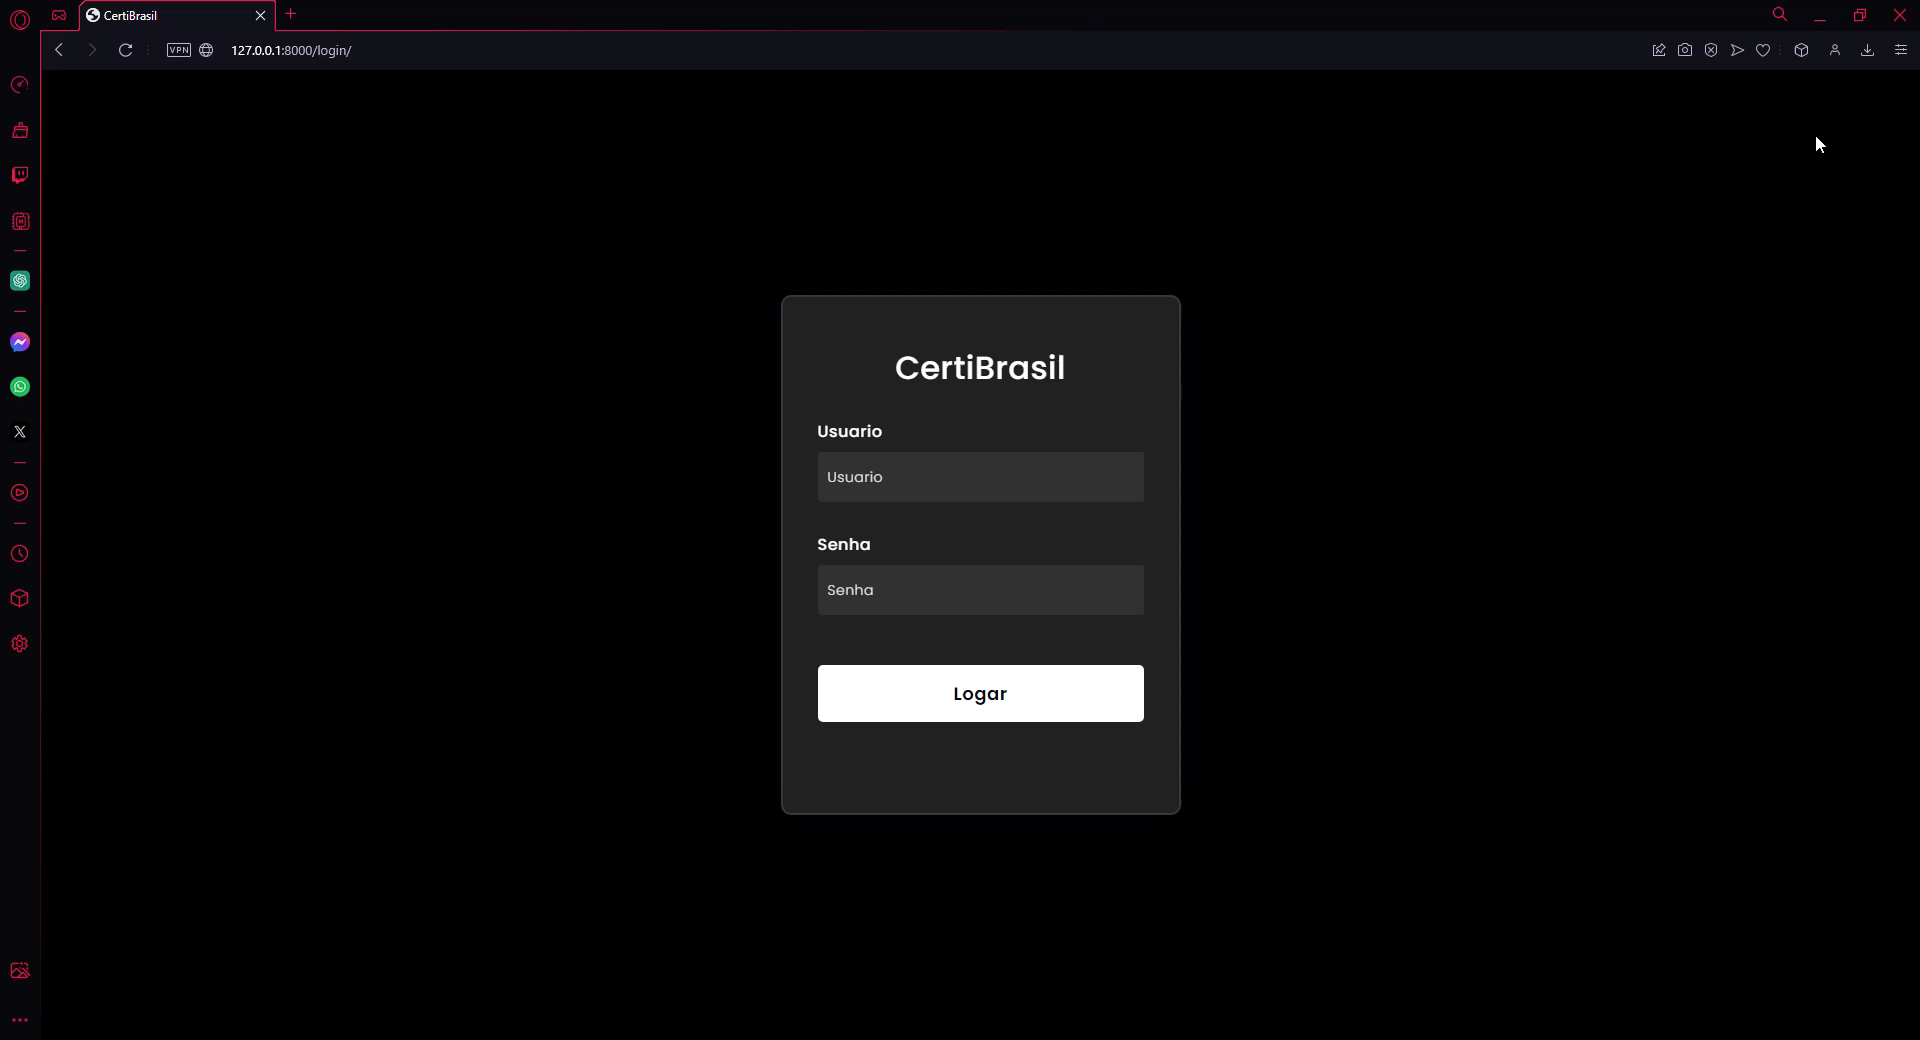 CertiBrasil
VPN
127.0.0.1:8000/login/
CertiBrasil
Usuario
Usuario
Senha
Senha
Logar